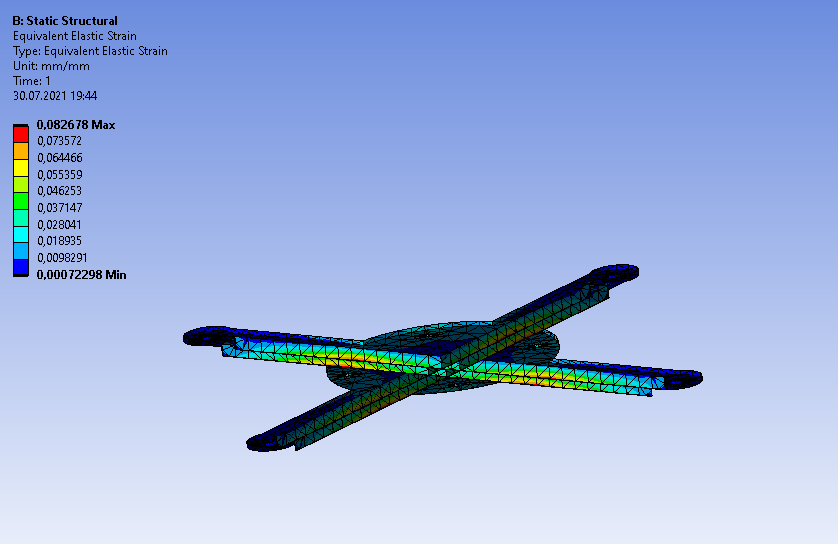 B: Static Structural
Equivalent Elastic Strain
Type: Equivalent Elastic Strain
Unit: mm/mm
Time: 1
30.07.2021 19:44
0,082678 Max
0,073572
0,064466
0,055359
0,046253
0,037147
0,028041
0,018935
0,0098291
0,00072298 Min